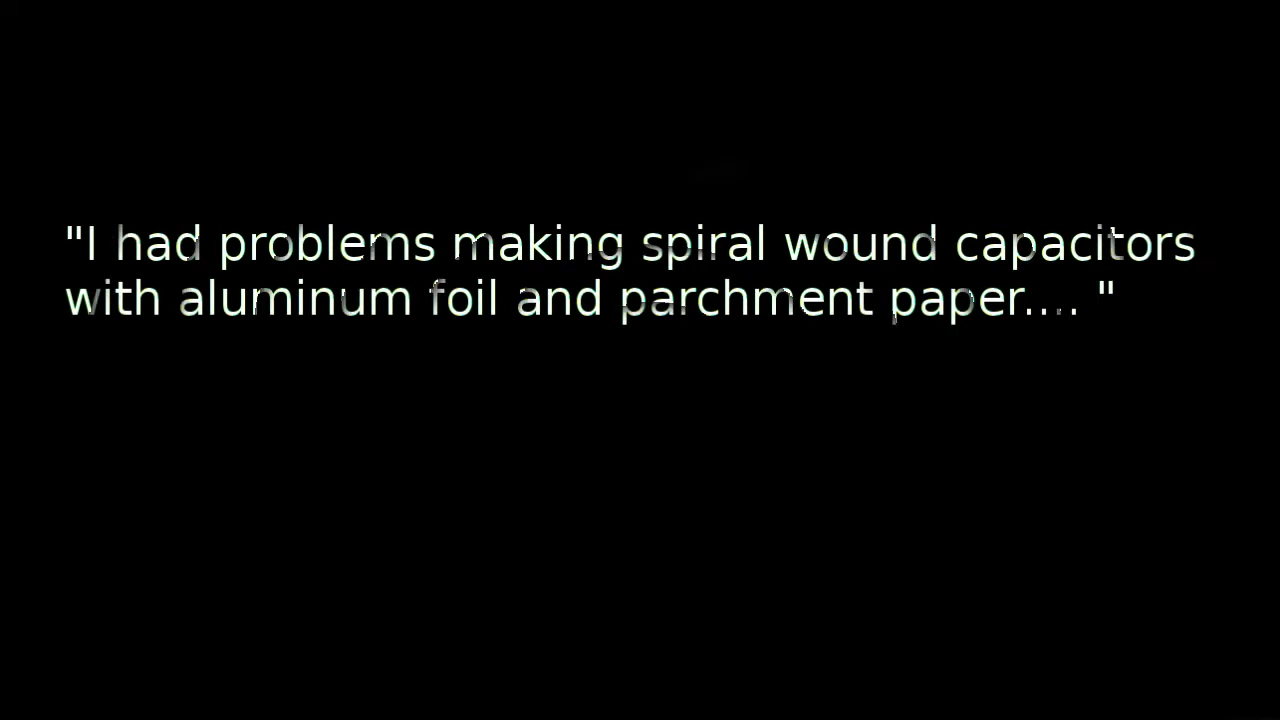 "I had problems making spiral wound capacitors
with aluminum foil and parchment paper.... "